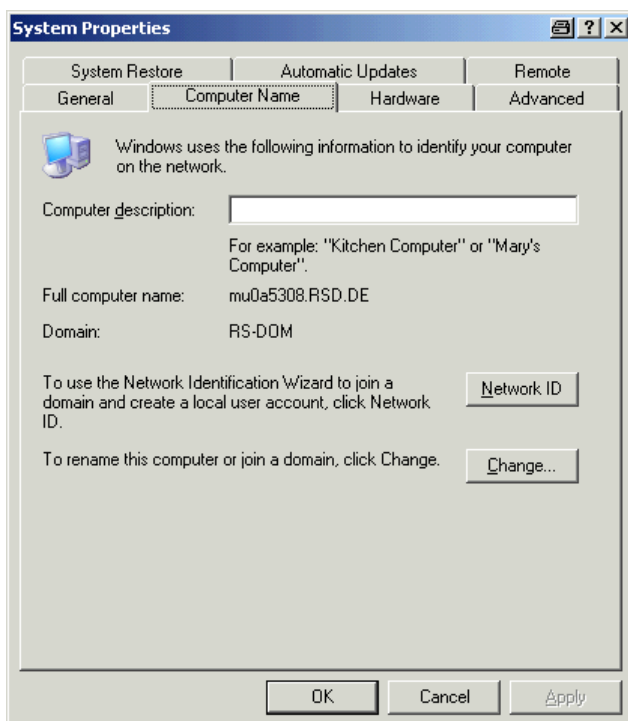 System Properties
System Restore
Automatic Updates
Remote
General
Computer Name
Hardware
Advanced
Windows uses the following information to identify your computer
on the network.
Computer description:
For example: "Kitchen Computer" or "Mary's
Computer".
Full computer name: mu0a5308.RSD.DE
Domain: RS-DOM
To use the Network Identification Wizard to join a
domain and create a local user account, click Network
ID.
Network ID
To rename this computer or join a domain, click Change.
Change...
OK
Cancel
Apply